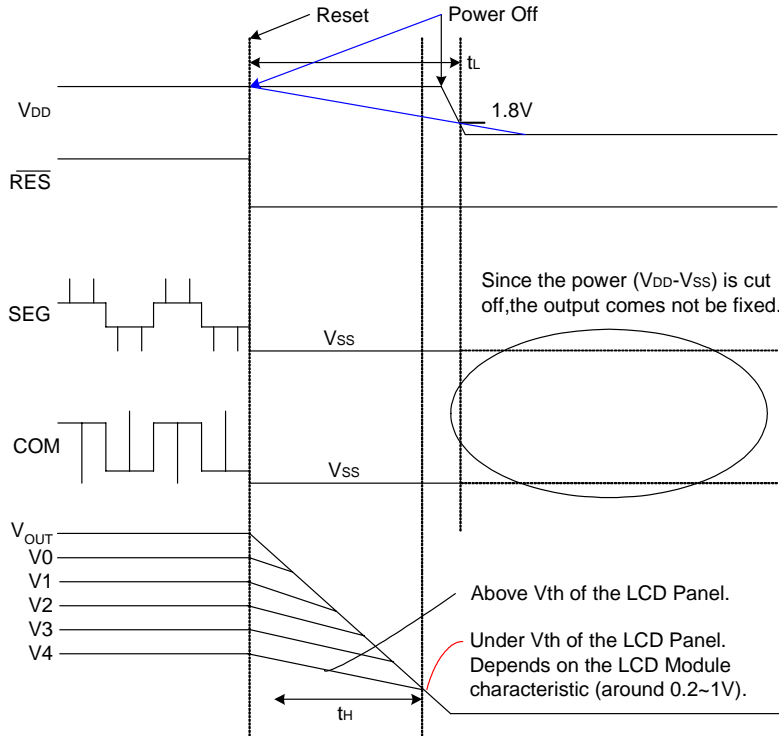 Reset
Power Off
tL
VDD
1.8V
RES
Since the power (VDD-VSS) is cut
off,the output comes not be fixed.
SEG
VSS
COM
VSS
VOUT
V0
V1
V2
V3
V4
Above Vth of the LCD Panel.
Under Vth of the LCD Panel.
Depends on the LCD Module
characteristic (around 0.2~1V).
tH